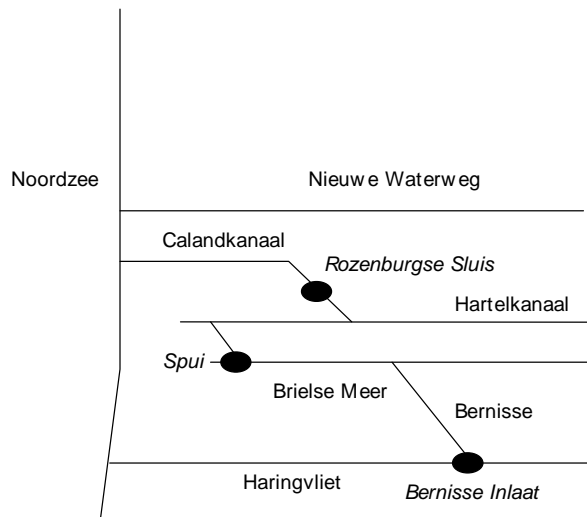 Noordzee
Nieuwe Waterweg
Calandkanaal
Rozenburgse Sluis
Hartelkanaal
Spui
Brielse Meer
Bernisse
Haringvliet
Bernisse Inlaat